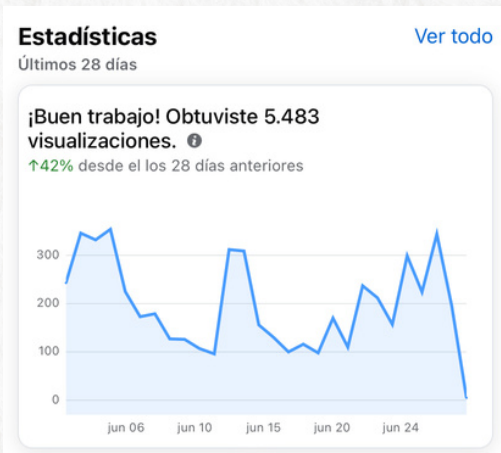 Estadísticas
Ver todo
Últimos 28 días
¡Buen trabajo! Obtuviste 5.483
visualizaciones.
↑42% desde el los 28 días anteriores
300
200
100
0
jun 06 jun 10 jun 15 jun 20 jun 24